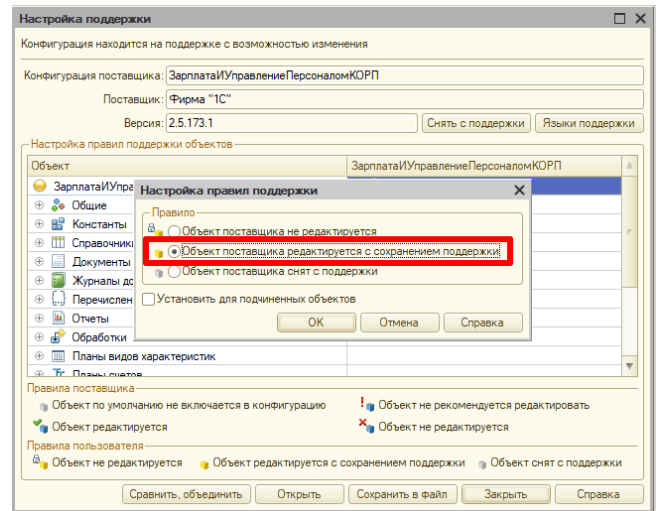 Настройка поддержки
Конфигурация находится на поддержке с возможностью изменения
Конфигурация поставщика: ЗарплатаИУправлениеПерсоналомКОРП
Поставщик: Фирма "1С"
Версия: 2.5.173.1 Снять с поддержки Языки поддержки
Настройка правил поддержки объектов
Объект ЗарплатаИУправлениеПерсоналомКОРП
ЗарплатаИУпра
Общие
Константы
Справочники
Документы
Журналы до
Перечислен
Отчеты
Обработки
Планы видов характеристик
Планы счетов
Настройка правил поддержки
Правило
Объект поставщика не редактируется
Объект поставщика редактируется с сохранением поддержки
Объект поставщика снят с поддержки
Установить для подчиненных объектов
ОК Отмена Справка
Правила поставщика
Объект по умолчанию не включается в конфигурацию Объект не рекомендуется редактировать
Объект редактируется Объект не редактируется
Правила пользователя
Объект не редактируется Объект редактируется с сохранением поддержки Объект снят с поддержки
Сравнить, объединить Открыть Сохранить в файл Закрыть Справка